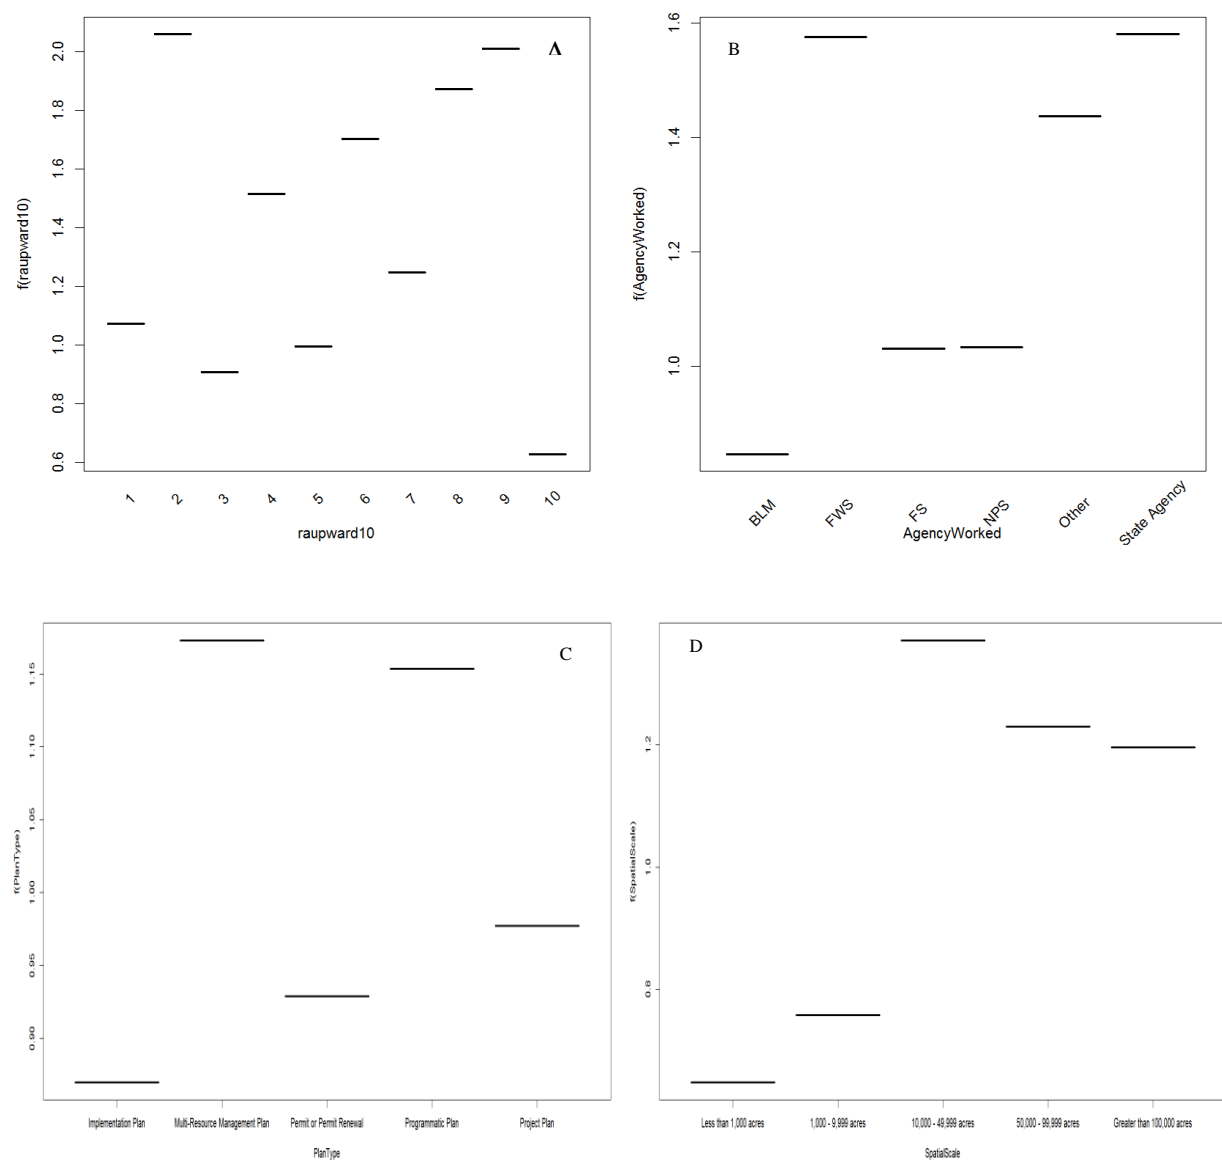 A
f(raupward10)
2.0
1.8
1.6
1.4
1.2
1.0
0.8
0.6
1 2 3 4 5 6 7 8 9 10
raupward10
B
f(AgencyWorked)
1.6
1.4
1.2
1.0
BLM FWS FS NPS Other State Agency
AgencyWorked
C
f(PlanType)
1.15
1.10
1.05
1.00
0.95
0.90
Implementation Plan Multi-Resource Management Plan Permit or Permit Renewal Programmatic Plan Project Plan
PlanType
D
f(SpatialScale)
1.2
1.0
0.8
Less than 1,000 acres 1,000 - 9,999 acres 10,000 - 49,999 acres 50,000 - 99,999 acres Greater than 100,000 acres
SpatialScale